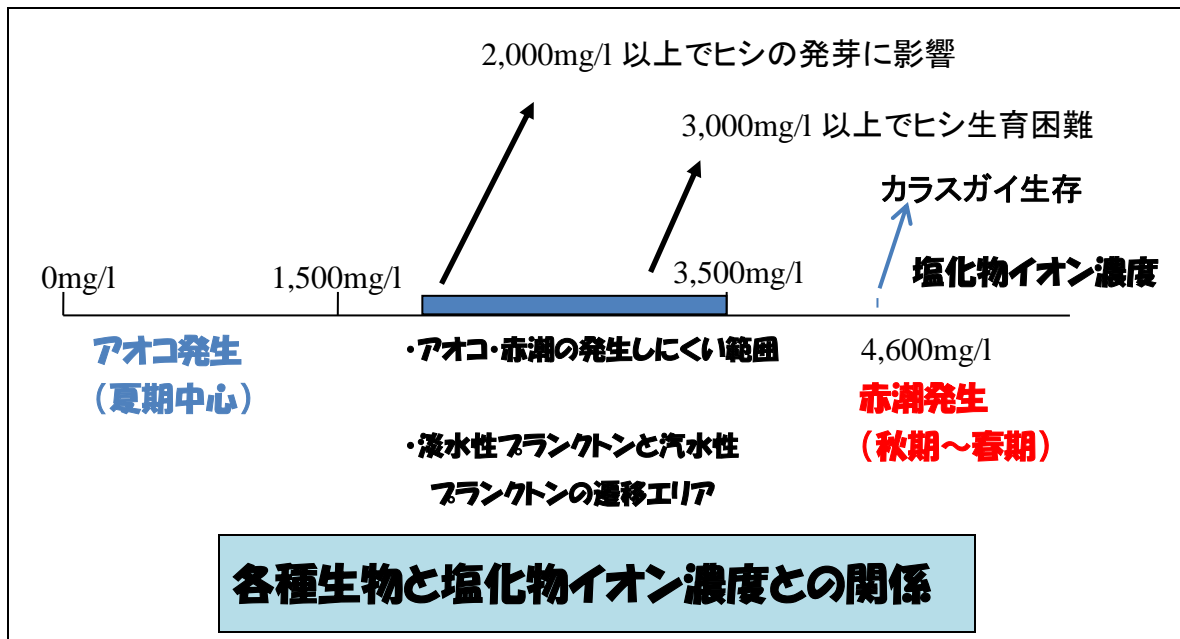 2,000mg/l 以上でヒシの発芽に影響
3,000mg/l 以上でヒシ生育困難
カラスガイ生存
0mg/l
1,500mg/l
3,500mg/l
塩化物イオン濃度
アオコ発生
（夏期中心）
・アオコ・赤潮の発生しにくい範囲
4,600mg/l
赤潮発生
（秋期～春期）
・淡水性プランクトンと汽水性
プランクトンの遷移エリア
各種生物と塩化物イオン濃度との関係